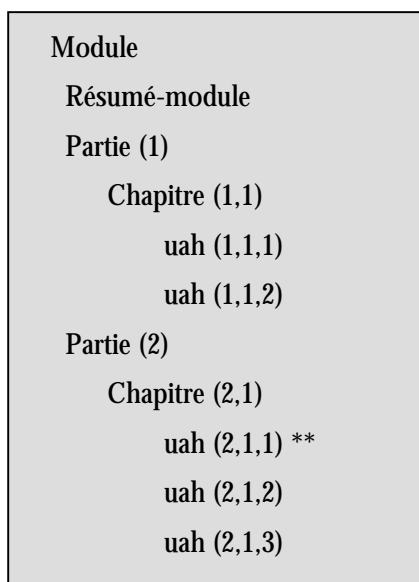 Module
Résumé-module
Partie (1)
Chapitre (1,1)
uah (1,1,1)
uah (1,1,2)
Partie (2)
Chapitre (2,1)
uah (2,1,1) **
uah (2,1,2)
uah (2,1,3)